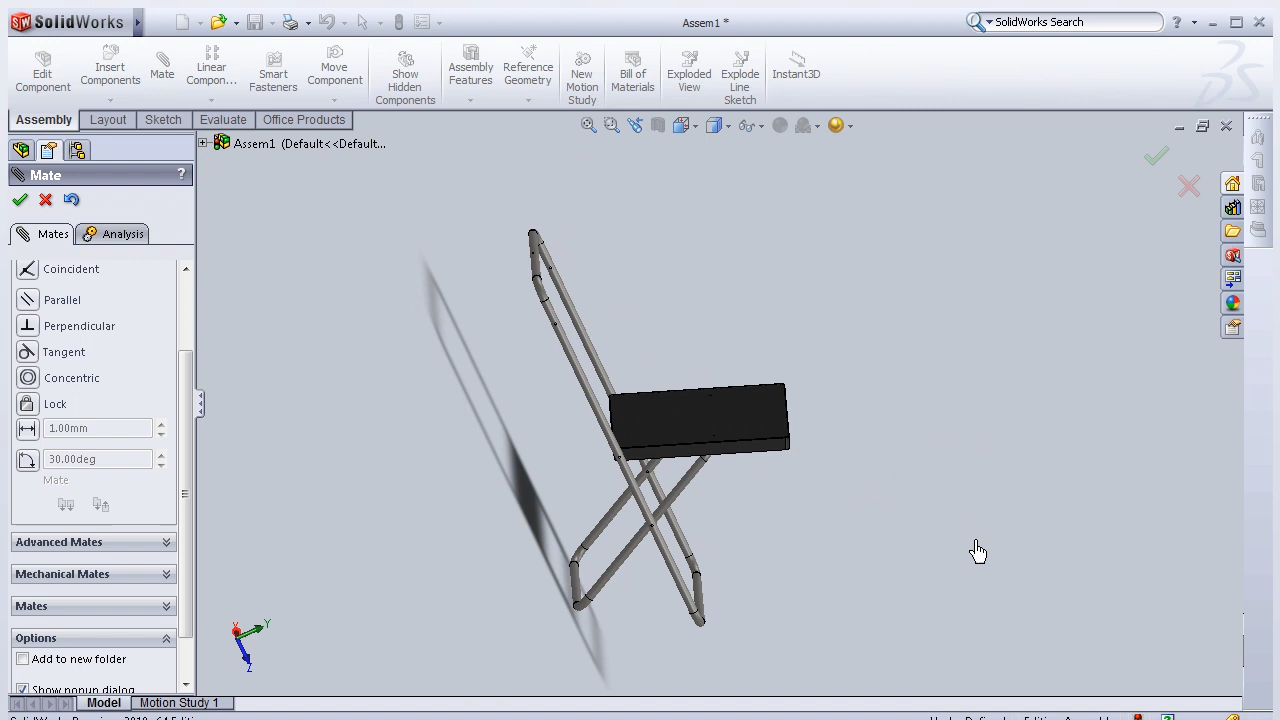 SolidWorks
Assem1 *
SolidWorks Search
?
Edit Component
Insert Components
Mate
Linear Compon...
Smart Fasteners
Move Component
Show Hidden Components
Assembly Features
Reference Geometry
New Motion Study
Bill of Materials
Exploded View
Explode Line Sketch
Instant3D
Assembly
Layout
Sketch
Evaluate
Office Products
Assem1 (Default<<Default...
Mate
?
Mates
Analysis
Coincident
Parallel
Perpendicular
Tangent
Concentric
Lock
1.00mm
30.00deg
Mate
Advanced Mates
Mechanical Mates
Mates
Options
Add to new folder
Show popup dialog
X
Y
Z
Model
Motion Study 1